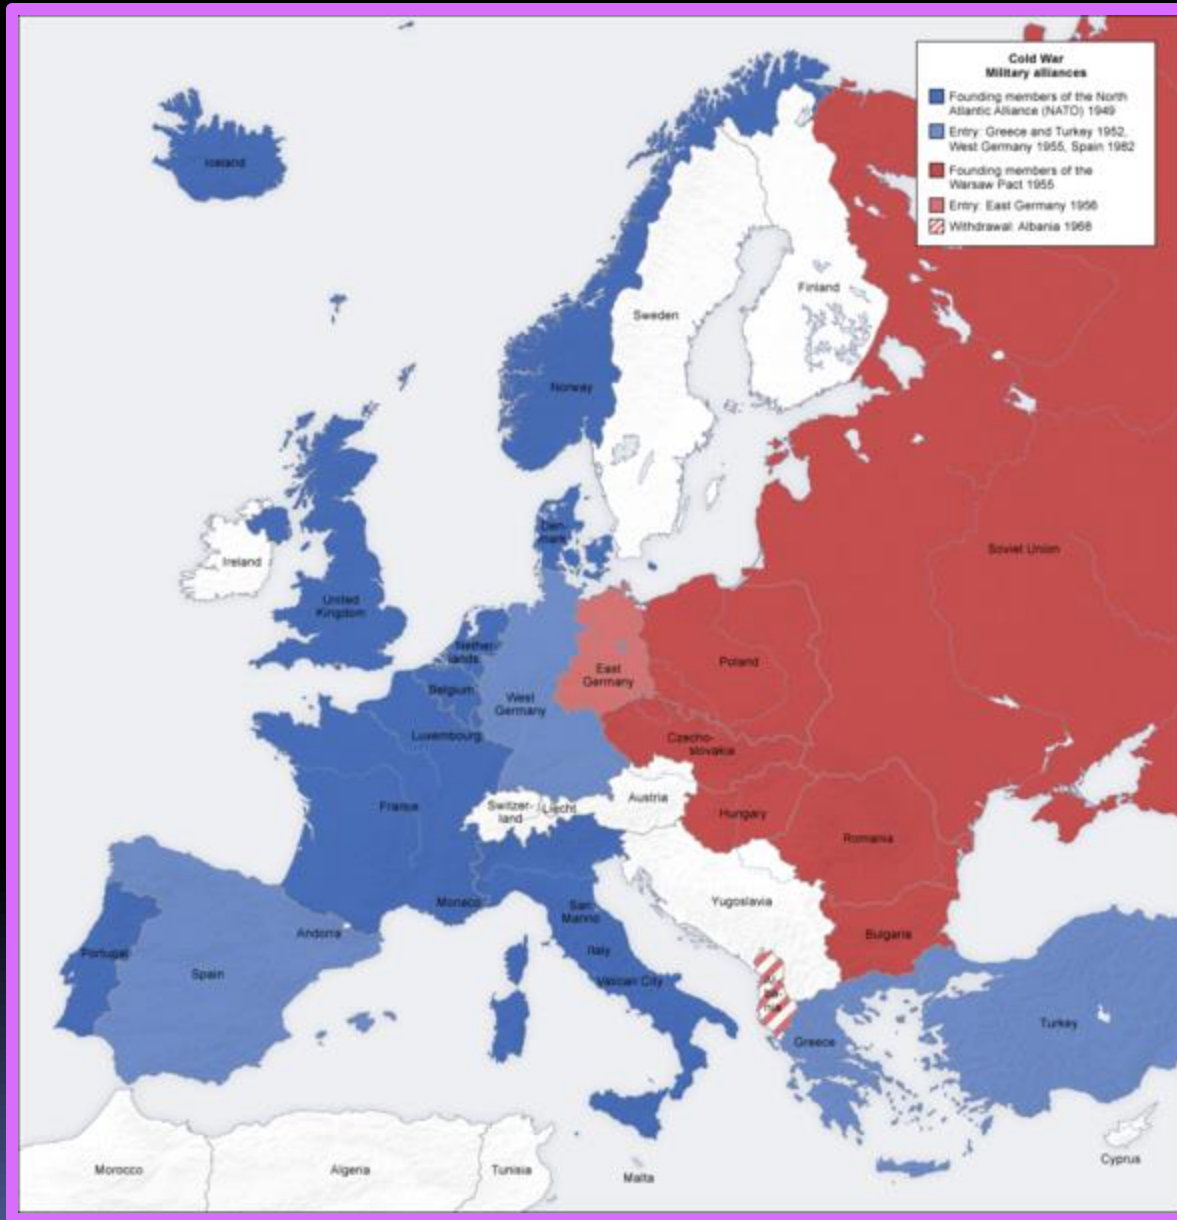 Cold War
Military alliances
Founding members of the North
Atlantic Alliance (NATO) 1949
Entry: Greece and Turkey 1952,
West Germany 1955, Spain 1982
Founding members of the
Warsaw Pact 1955
Entry: East Germany 1956
Withdrawal: Albania 1968
Iceland
Finland
Sweden
Norway
Den-
mark
Ireland
Soviet Union
United
Kingdom
Nether-
lands
Belgium
West
Germany
East
Germany
Poland
Luxembourg
Czecho-
slovakia
France
Switzer-
land
Liecht
Austria
Hungary
Romania
Monaco
San
Marino
Yugoslavia
Andorra
Bulgaria
Portugal
Spain
Italy
Vatican City
Greece
Turkey
Morocco
Algeria
Tunisia
Malta
Cyprus